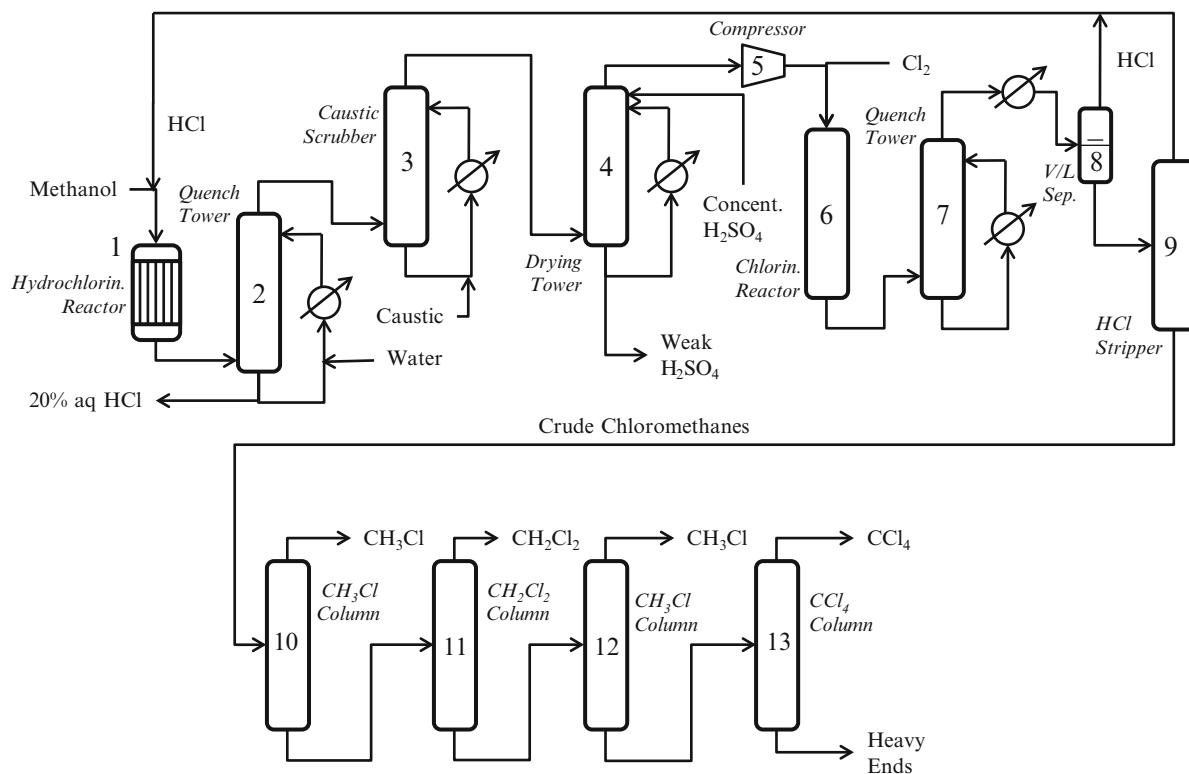 Compressor
5
Cl₂
HCl
HCl
Caustic
Scrubber
3
4
Quench
Tower
8
V/L
Sep.
Methanol
Quench
Tower
Concent.
H₂SO₄
6
7
9
1
Hydrochlorin.
Reactor
2
Drying
Tower
Chlorin.
Reactor
Caustic
HCl
Stripper
Water
Weak
H₂SO₄
20% aq HCl
Crude Chloromethanes
CH₃Cl
CH₂Cl₂
CH₃Cl
CCl₄
CH₃Cl
Column
CH₂Cl₂
Column
CH₃Cl
Column
CCl₄
Column
10
11
12
13
Heavy
Ends